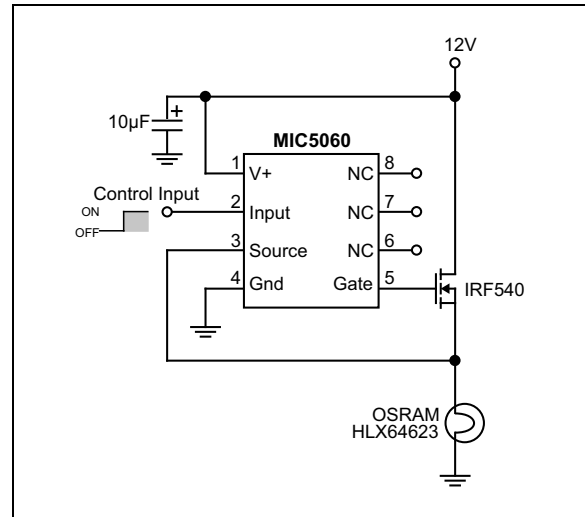 12V
10µF
+
MIC5060
1 V+ NC 8
Control Input
ON
OFF
2 Input NC 7
3 Source NC 6
4 Gnd Gate 5
IRF540
OSRAM
HLX64623